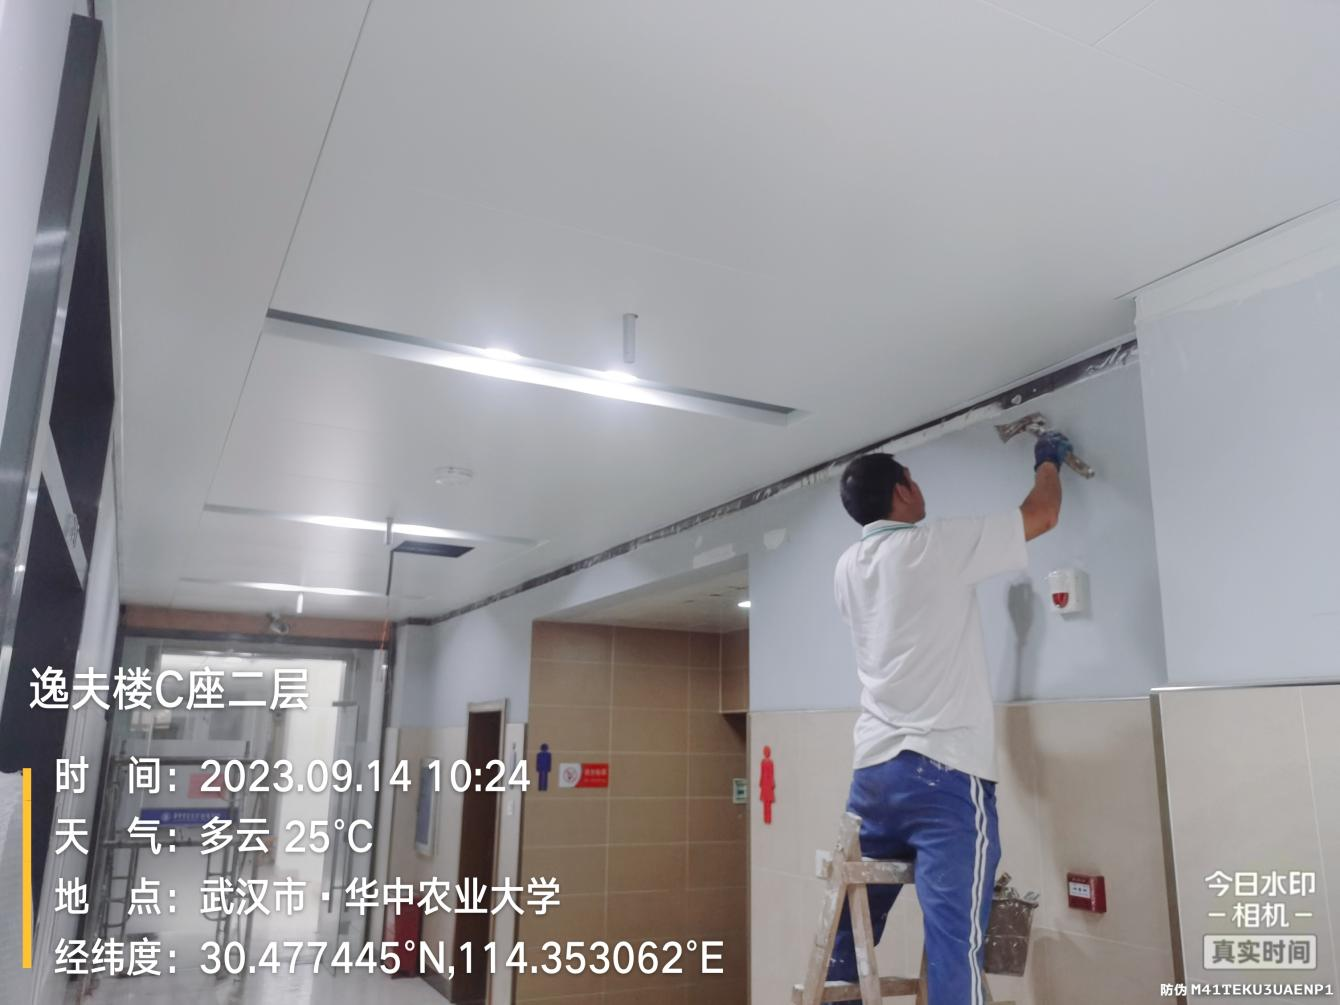 逸夫楼C座二层
时 间：2023.09.14 10:24
天 气：多云 25°C
地 点：武汉市·华中农业大学
经纬度：30.477445°N,114.353062°E
今日水印
-相机-
真实时间
防伪 M41TEKU3UAENP1